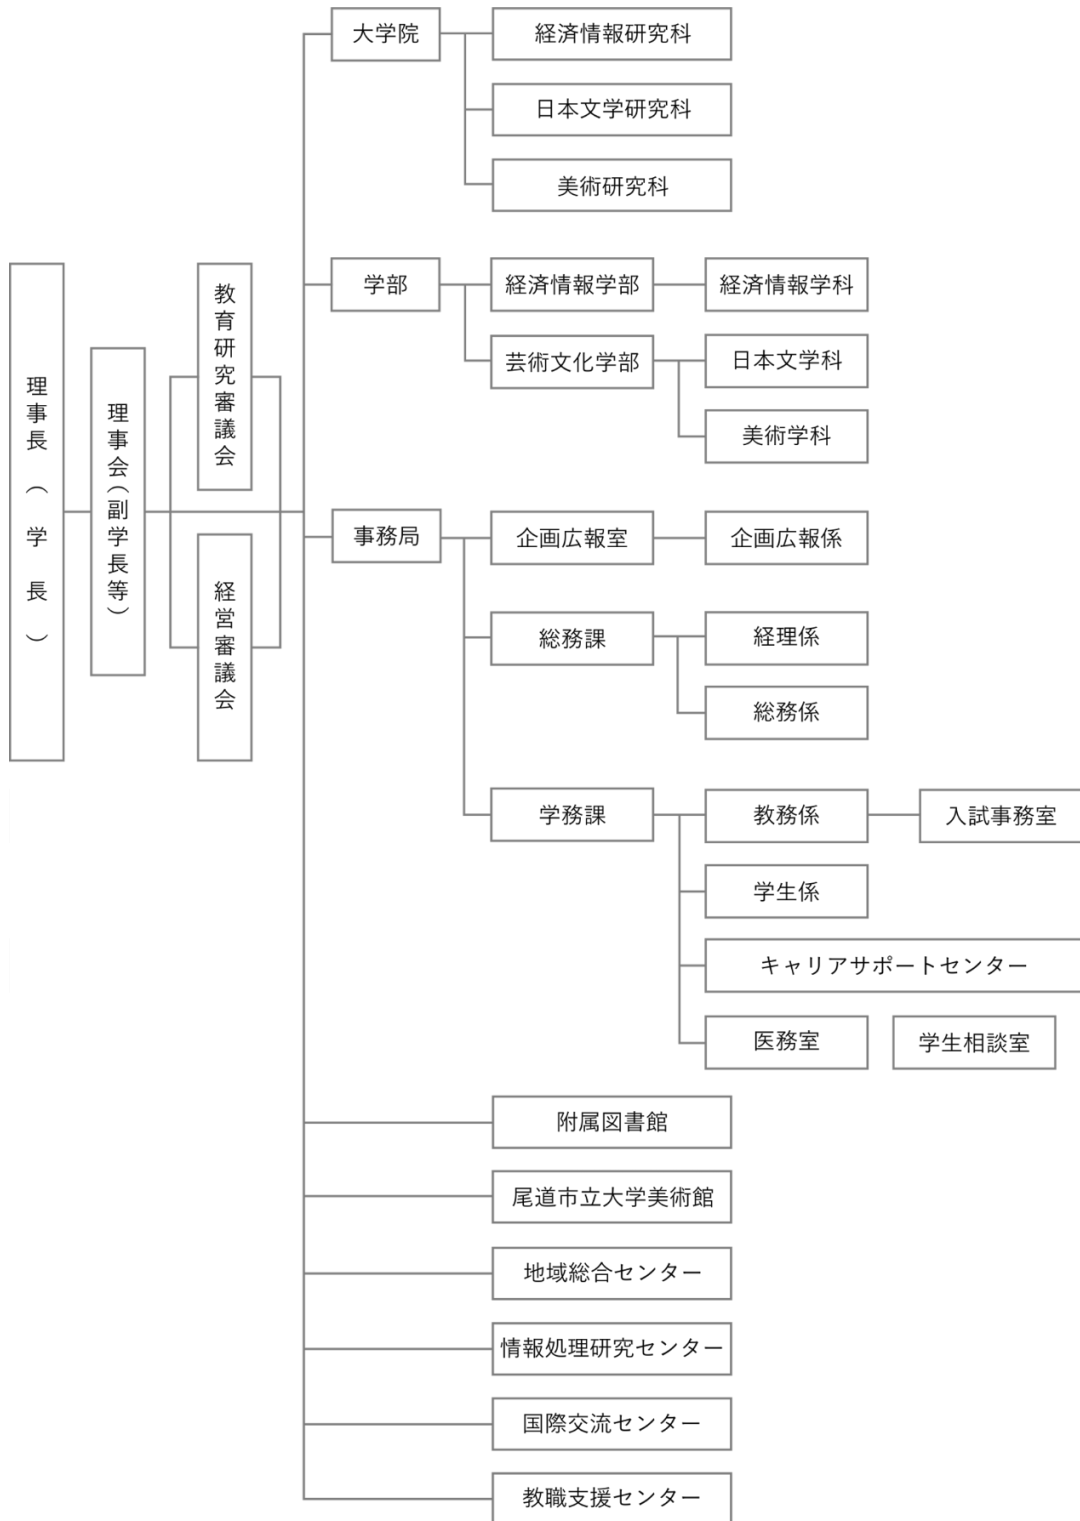 理事長（学長）
理事会（副学長等）
教育研究審議会
経営審議会
大学院
経済情報研究科
日本文学研究科
美術研究科
学部
経済情報学部
経済情報学科
芸術文化学部
日本文学科
美術学科
事務局
企画広報室
企画広報係
総務課
経理係
総務係
学務課
教務係
入試事務室
学生係
キャリアサポートセンター
医務室
学生相談室
附属図書館
尾道市立大学美術館
地域総合センター
情報処理研究センター
国際交流センター
教職支援センター